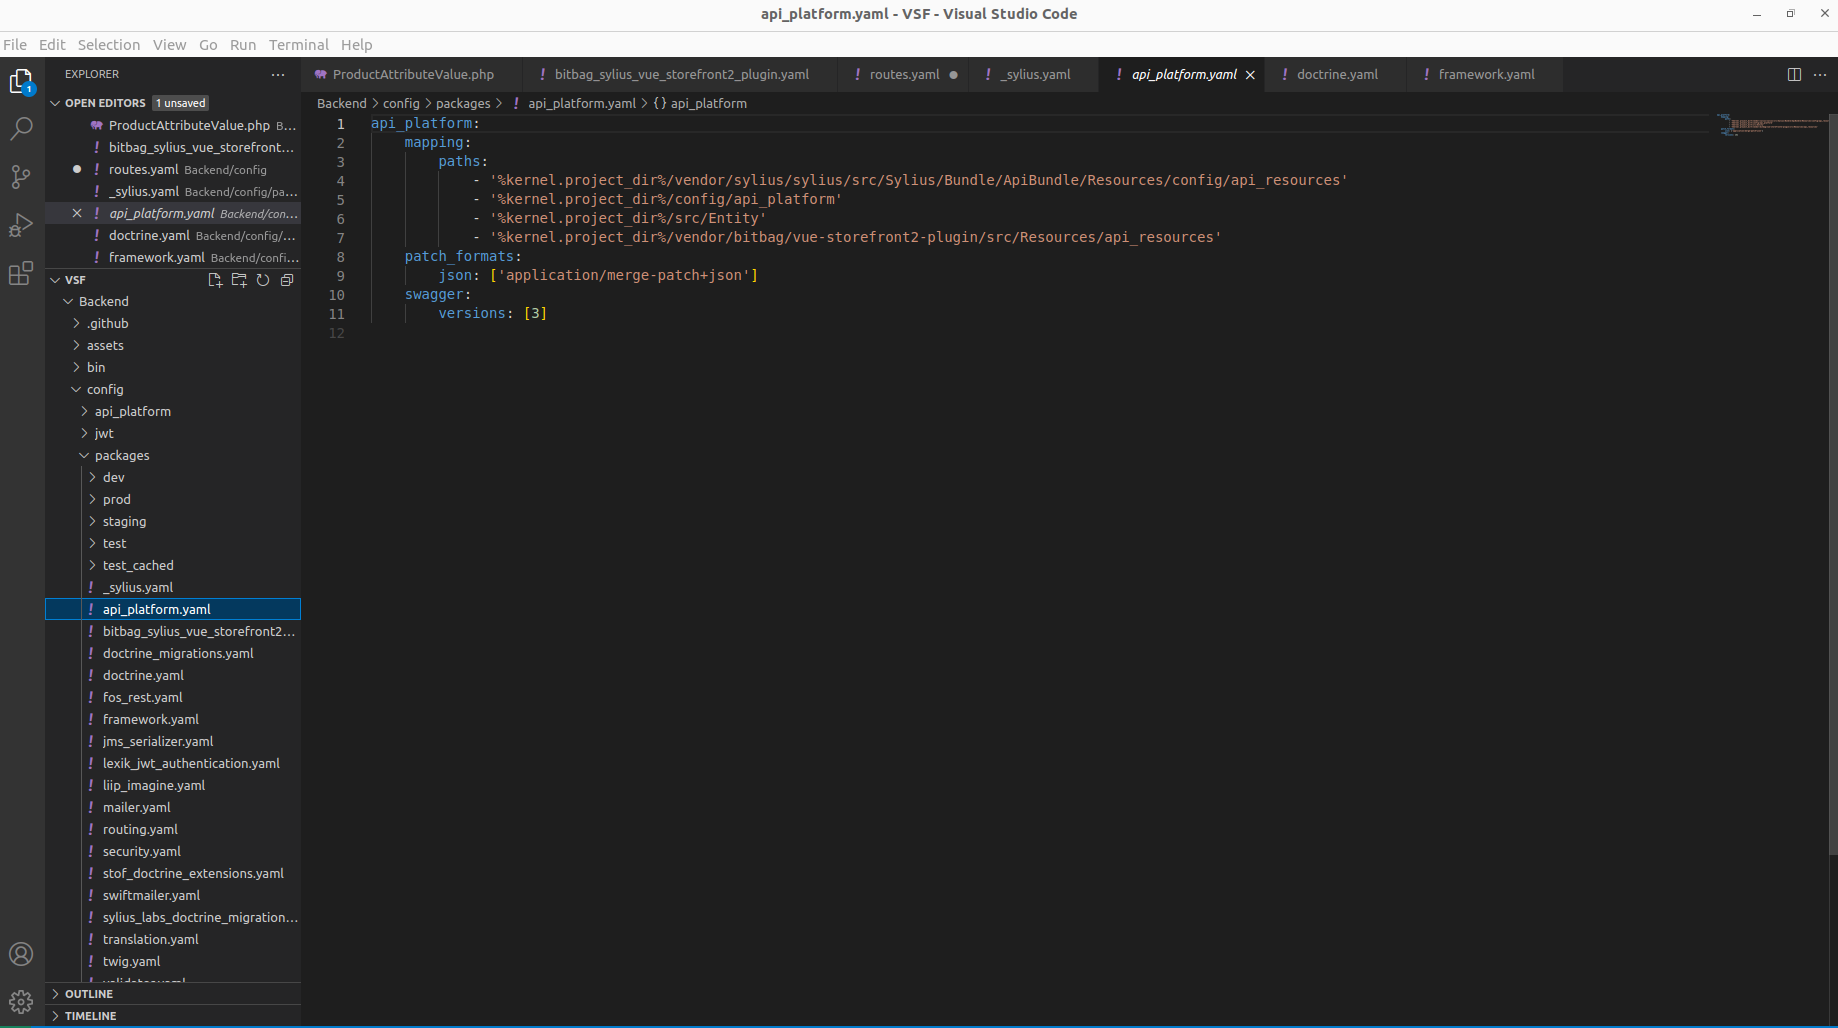 api_platform.yaml - VSF - Visual Studio Code
File Edit Selection View Go Run Terminal Help
1
EXPLORER
ProductAttributeValue.php
bitbag_sylius_vue_storefront2_plugin.yaml
routes.yaml
_sylius.yaml
api_platform.yaml
doctrine.yaml
framework.yaml
OPEN EDITORS 1 unsaved
ProductAttributeValue.php B...
bitbag_sylius_vue_storefront...
routes.yaml Backend/config
_sylius.yaml Backend/config/pa...
api_platform.yaml Backend/con...
doctrine.yaml Backend/config/...
framework.yaml Backend/confi...
VSF
Backend
.github
assets
bin
config
api_platform
jwt
packages
dev
prod
staging
test
test_cached
_sylius.yaml
api_platform.yaml
bitbag_sylius_vue_storefront2...
doctrine_migrations.yaml
doctrine.yaml
fos_rest.yaml
framework.yaml
jms_serializer.yaml
lexik_jwt_authentication.yaml
liip_imagine.yaml
mailer.yaml
routing.yaml
security.yaml
stof_doctrine_extensions.yaml
swiftmailer.yaml
sylius_labs_doctrine_migration...
translation.yaml
twig.yaml
OUTLINE
TIMELINE
Backend > config > packages > ! api_platform.yaml > {} api_platform
1 api_platform:
2 mapping:
3 paths:
4 - '%kernel.project_dir%/vendor/sylius/sylius/src/Sylius/Bundle/ApiBundle/Resources/config/api_resources'
5 - '%kernel.project_dir%/config/api_platform'
6 - '%kernel.project_dir%/src/Entity'
7 - '%kernel.project_dir%/vendor/bitbag/vue-storefront2-plugin/src/Resources/api_resources'
8 patch_formats:
9 json: ['application/merge-patch+json']
10 swagger:
11 versions: [3]
12